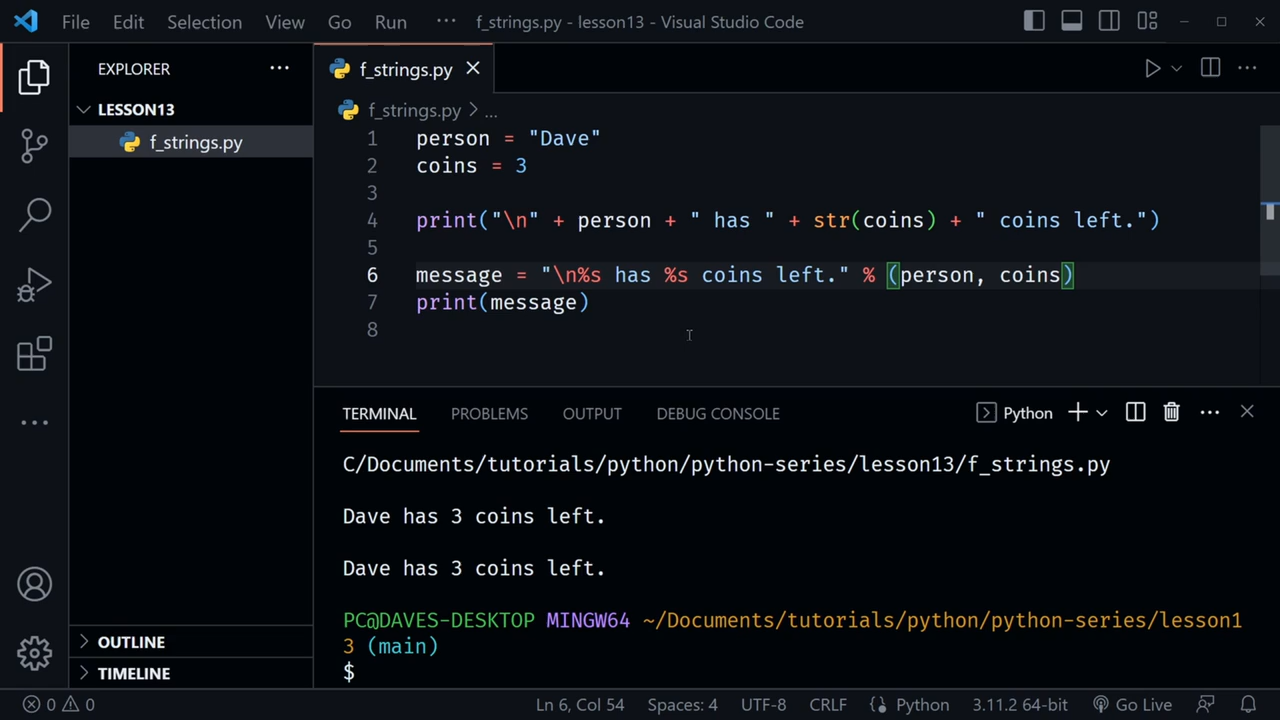 File Edit Selection View Go Run ··· f_strings.py - lesson13 - Visual Studio Code
EXPLORER ···
LESSON13
f_strings.py
OUTLINE
TIMELINE
f_strings.py
f_strings.py > ...
1 person = "Dave"
2 coins = 3
3
4 print("\n" + person + " has " + str(coins) + " coins left.")
5
6 message = "\n%s has %s coins left." % (person, coins)
7 print(message)
8
TERMINAL PROBLEMS OUTPUT DEBUG CONSOLE Python
C/Documents/tutorials/python/python-series/lesson13/f_strings.py
Dave has 3 coins left.
Dave has 3 coins left.
PC@DAVES-DESKTOP MINGW64 ~/Documents/tutorials/python/python-series/lesson1
3 (main)
$
0 0 Ln 6, Col 54 Spaces: 4 UTF-8 CRLF Python 3.11.2 64-bit Go Live